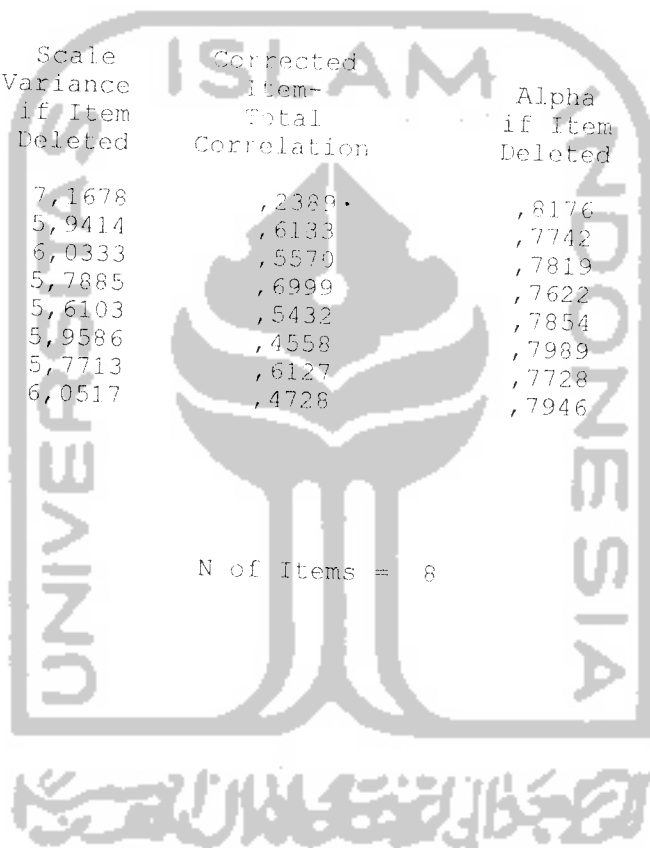 ISLAM
UNIVERSITAS
INDONESIA
Scale Corrected
Variance Item- Alpha
if Item Total if Item
Deleted Correlation Deleted
7,1678 ,2389 ,8176
5,9414 ,6133 ,7742
6,0333 ,5570 ,7819
5,7885 ,6999 ,7622
5,6103 ,5432 ,7854
5,9586 ,4558 ,7989
5,7713 ,6127 ,7728
6,0517 ,4728 ,7946
N of Items = 8